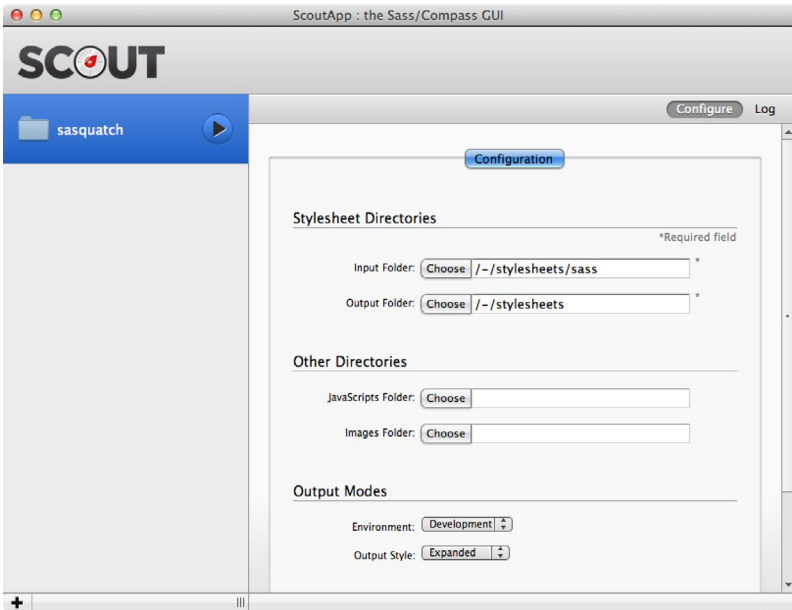 ScoutApp : the Sass/Compass GUI
SCOUT
sasquatch
Configure Log
Configuration
Stylesheet Directories
*Required field
Input Folder: Choose /~/stylesheets/sass *
Output Folder: Choose /~/stylesheets *
Other Directories
JavaScripts Folder: Choose
Images Folder: Choose
Output Modes
Environment: Development
Output Style: Expanded